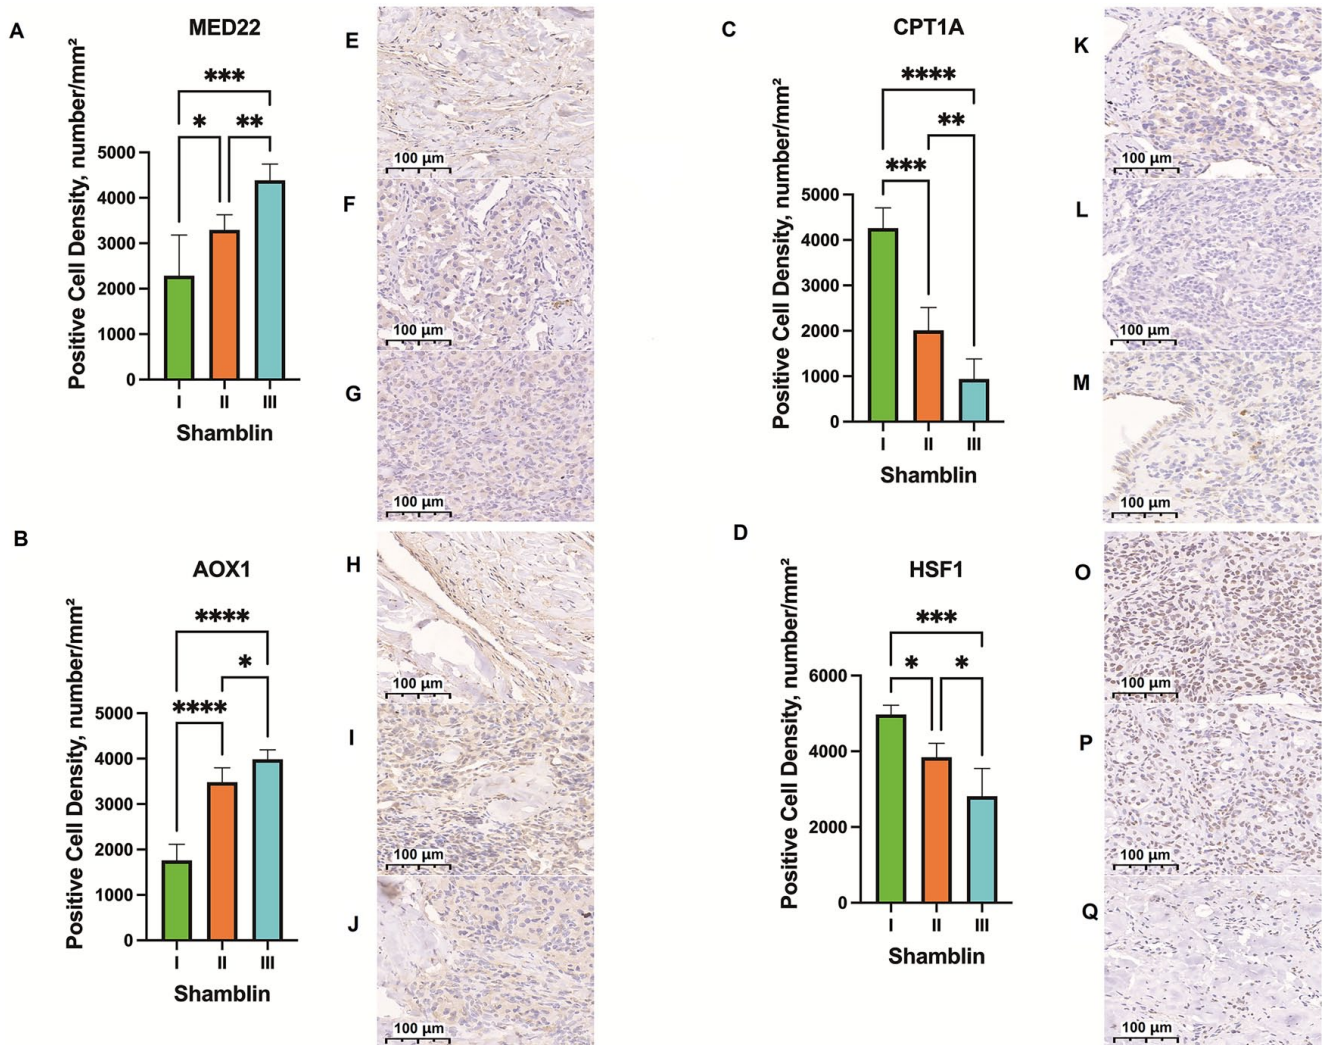 A
MED22
***
*
**
Positive Cell Density, number/mm²
5000
4000
3000
2000
1000
0
I
II
III
Shamblin
E
100 µm
F
100 µm
G
100 µm
B
AOX1
****
*
****
Positive Cell Density, number/mm²
5000
4000
3000
2000
1000
0
I
II
III
Shamblin
H
100 µm
I
100 µm
J
100 µm
C
CPT1A
****
**
***
Positive Cell Density, number/mm²
5000
4000
3000
2000
1000
0
I
II
III
Shamblin
K
100 µm
L
100 µm
M
100 µm
D
HSF1
***
*
*
Positive Cell Density, number/mm²
6000
4000
2000
0
I
II
III
Shamblin
O
100 µm
P
100 µm
Q
100 µm